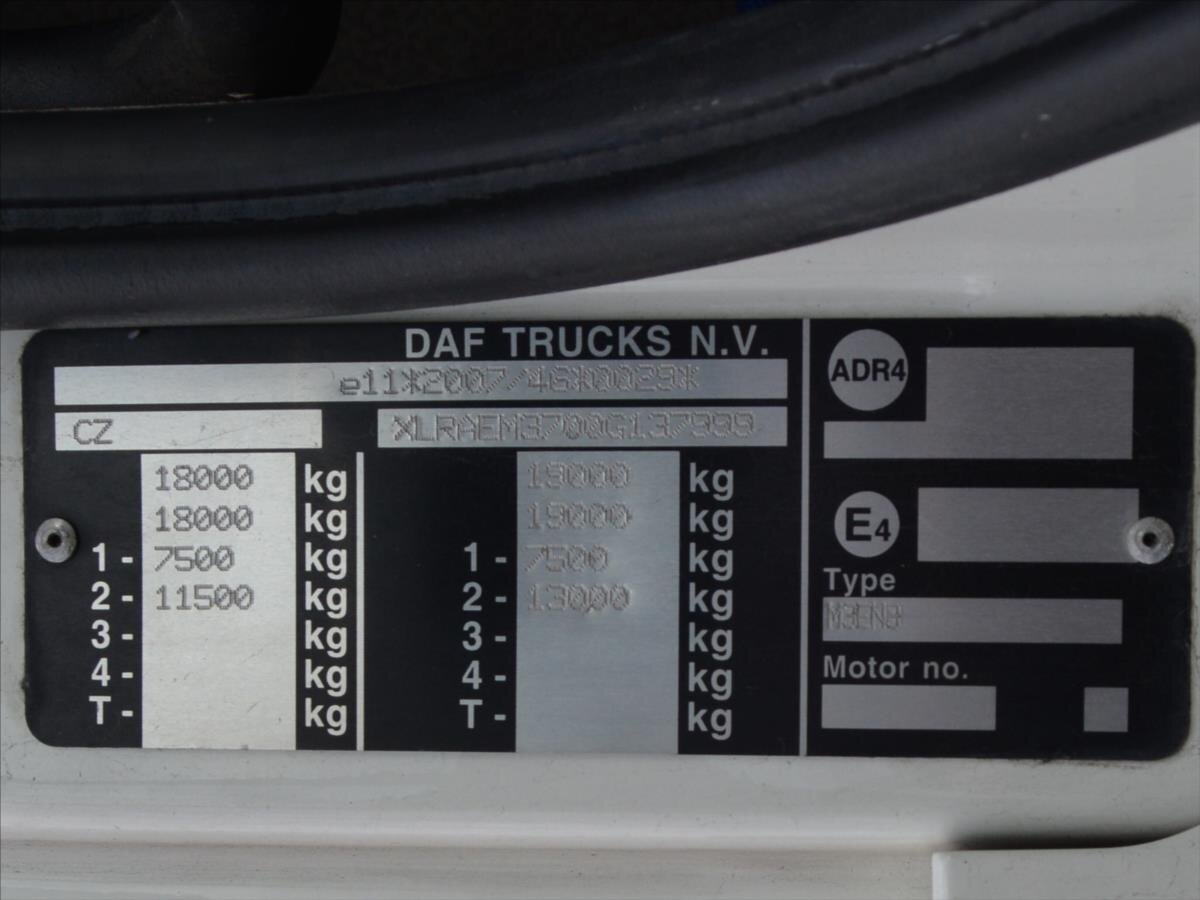 DAF TRUCKS N.V.
e11*2007/46*0029*
CZ XLRAEM3700G137999
18000 kg 19000 kg
18000 kg 19000 kg
1- 7500 kg 1- 7500 kg
2- 11500 kg 2- 13000 kg
3- kg 3- kg
4- kg 4- kg
T- kg T- kg
ADR4
E4
Type
M3EN3
Motor no.